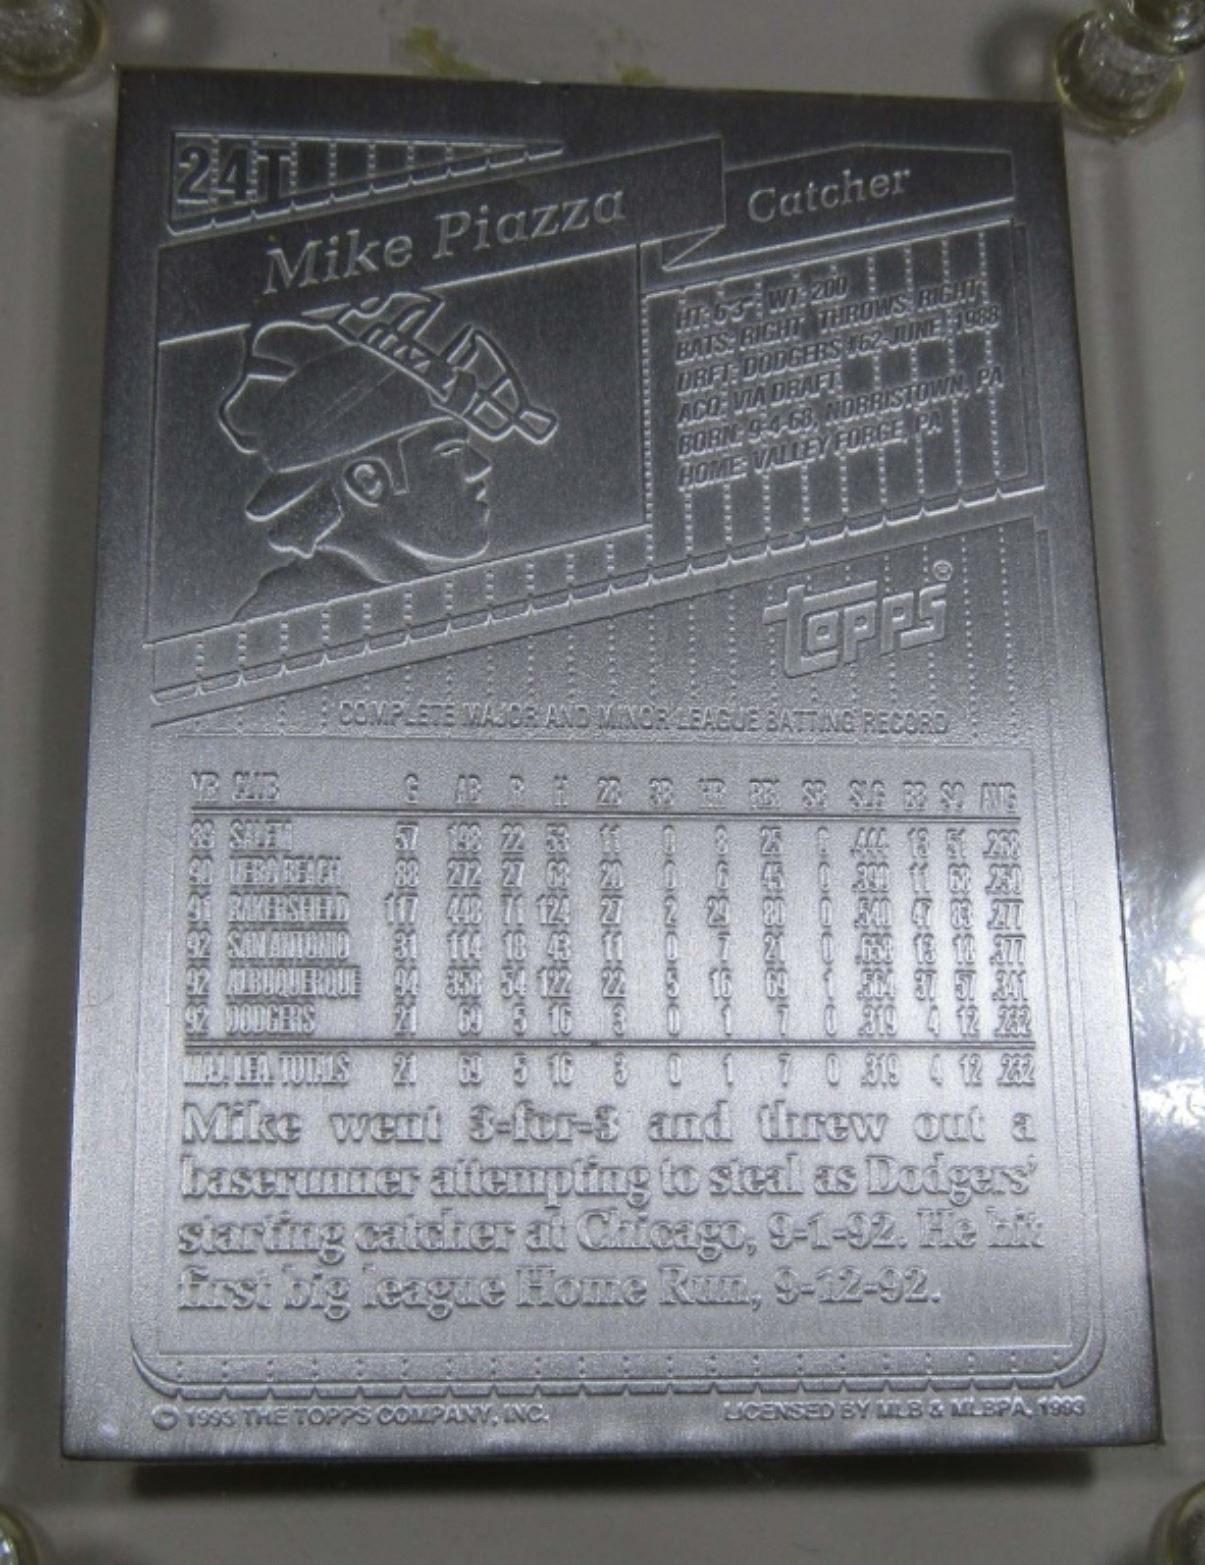 24T
Mike Piazza
Catcher
HT: 6'3" WT: 200
BATS: RIGHT THROWS: RIGHT
DRFT: DODGERS #62-JUNE, 1988
ACQ: VIA DRAFT
BORN: 9-4-68, NORRISTOWN, PA
HOME: VALLEY FORGE, PA
TOPPS®
COMPLETE MAJOR AND MINOR LEAGUE BATTING RECORD
YR CLUB G AB R H 2B 3B HR RBI SB SLG BB SO AVG
89 SALEM 57 198 22 53 11 0 8 25 0 .444 13 51 .268
90 VERO BEACH 88 272 27 68 20 0 6 45 0 .390 11 68 .250
91 BAKERSFIELD 117 448 71 124 27 2 29 80 0 .540 47 83 .277
92 SAN ANTONIO 31 114 18 43 11 0 7 21 0 .658 13 18 .377
92 ALBUQUERQUE 94 358 54 122 22 5 16 69 1 .564 37 57 .341
92 DODGERS 21 69 5 16 3 0 1 7 0 .319 4 12 .232
MAJ. LEA. TOTALS 21 69 5 16 3 0 1 7 0 .319 4 12 .232
Mike went 3-for-3 and threw out a
baserunner attempting to steal as Dodgers'
starting catcher at Chicago, 9-1-92. He hit
first big league Home Run, 9-12-92.
© 1993 THE TOPPS COMPANY, INC. LICENSED BY MLB & MLBPA, 1993